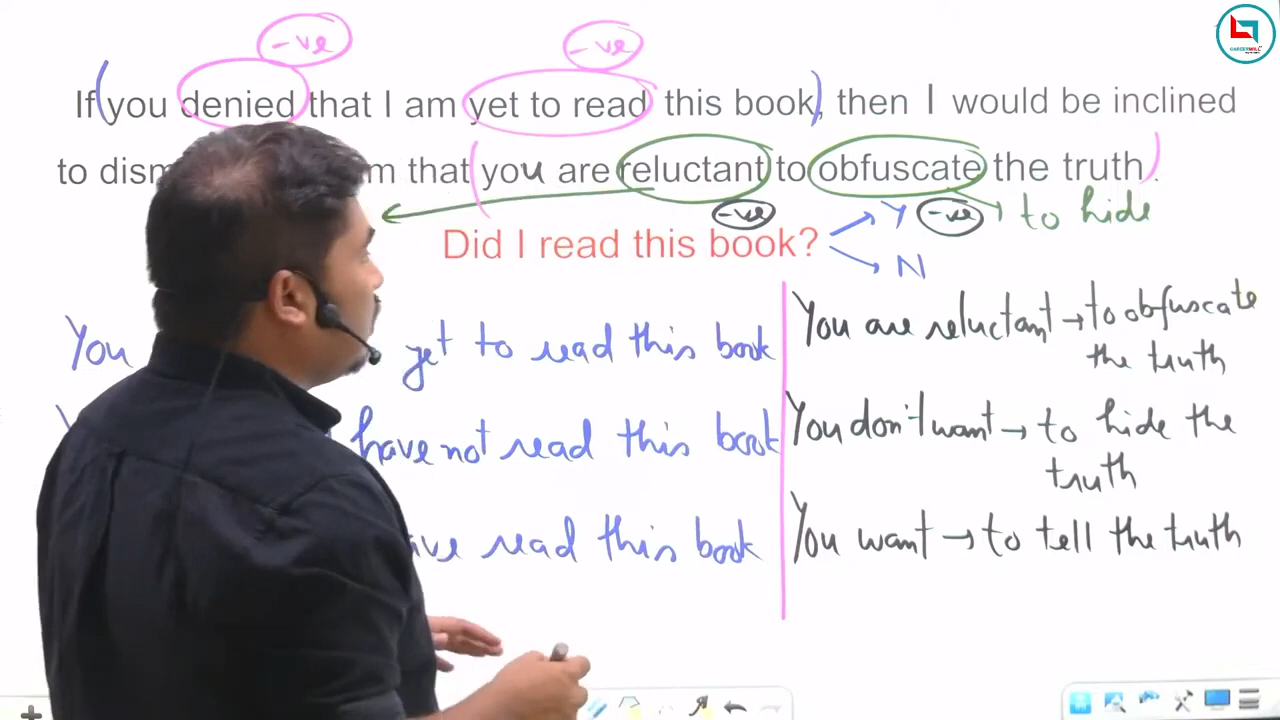 -ve -ve
If you denied that I am yet to read this book, then I would be inclined
to that you are reluctant to obfuscate the truth.
-ve -ve to hide
Did I read this book? Y
N
You yet to read this book
have not read this book
read this book
You are reluctant → to obfuscate
the truth
You don't want → to hide the
truth
You want → to tell the truth